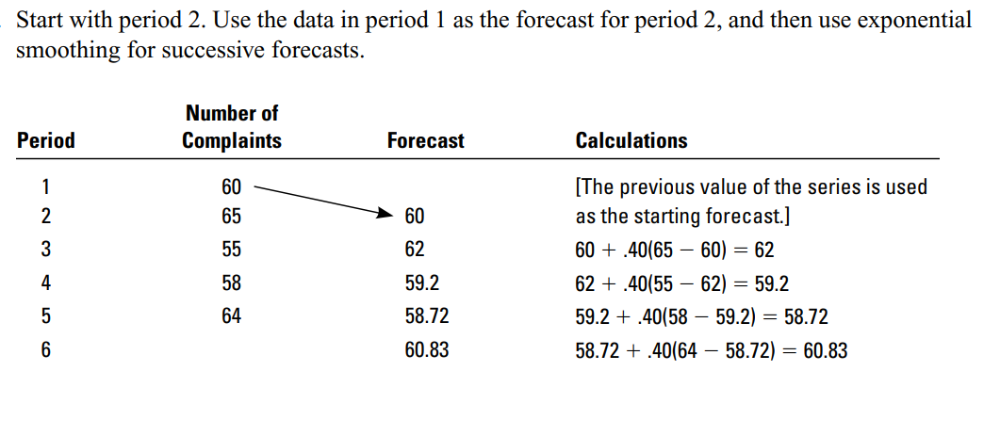 Start with period 2. Use the data in period 1 as the forecast for period 2, and then use exponential
smoothing for successive forecasts.
Number of
Period Complaints Forecast Calculations
1 60 [The previous value of the series is used
2 65 60 as the starting forecast.]
3 55 62 60 + .40(65 − 60) = 62
4 58 59.2 62 + .40(55 − 62) = 59.2
5 64 58.72 59.2 + .40(58 − 59.2) = 58.72
6 60.83 58.72 + .40(64 − 58.72) = 60.83